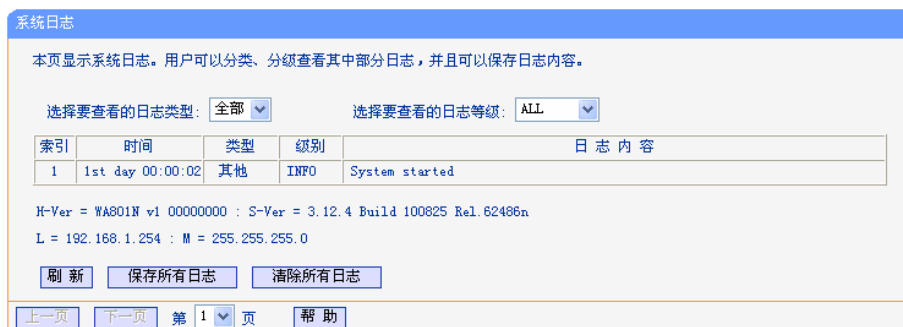 系统日志
本页显示系统日志。用户可以分类、分级查看其中部分日志，并且可以保存日志内容。
选择要查看的日志类型: 全部 选择要查看的日志等级: ALL
索引 时间 类型 级别 日 志 内 容
1 1st day 00:00:02 其他 INFO System started
H-Ver = WA801N v1 00000000 : S-Ver = 3.12.4 Build 100825 Rel.62486n
L = 192.168.1.254 : M = 255.255.255.0
刷 新 保存所有日志 清除所有日志
上一页 下一页 第 1 页 帮 助